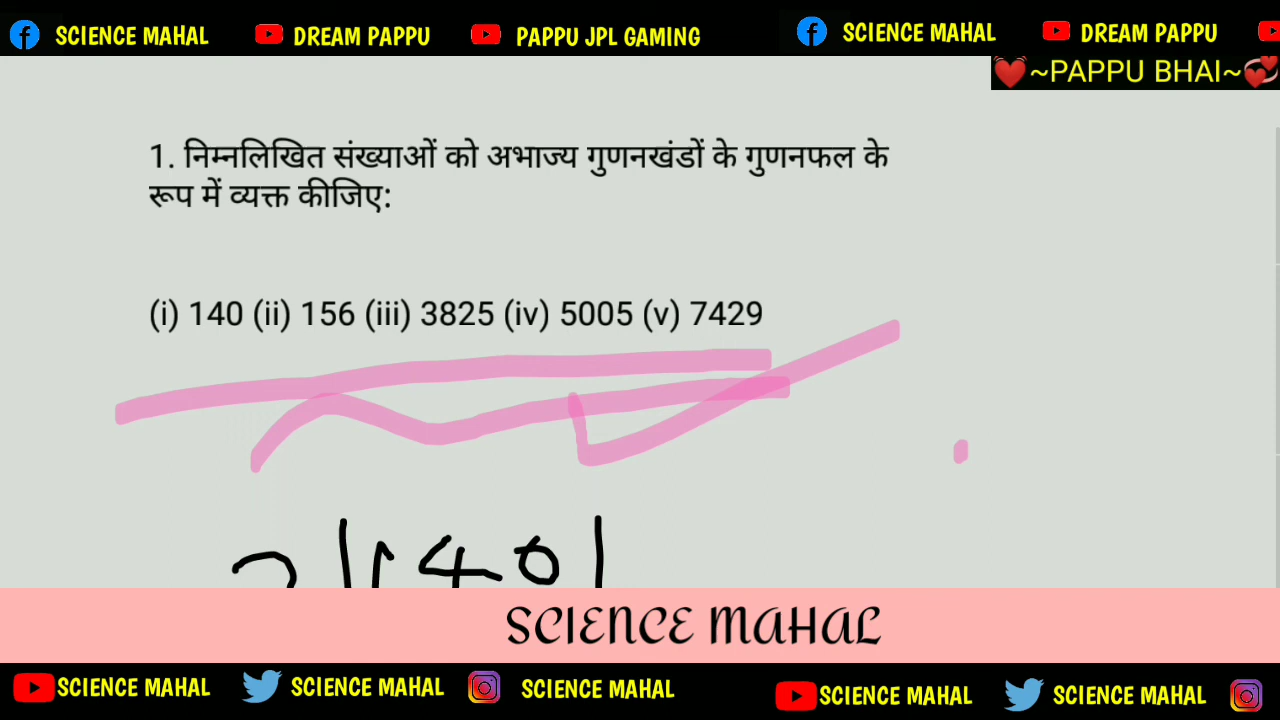 SCIENCE MAHAL DREAM PAPPU PAPPU JPL GAMING SCIENCE MAHAL DREAM PAPPU
~PAPPU BHAI~
1. निम्नलिखित संख्याओं को अभाज्य गुणनखंडों के गुणनफल के
रूप में व्यक्त कीजिए:
(i) 140 (ii) 156 (iii) 3825 (iv) 5005 (v) 7429
2 140
SCIENCE MAHAL
SCIENCE MAHAL SCIENCE MAHAL SCIENCE MAHAL SCIENCE MAHAL SCIENCE MAHAL